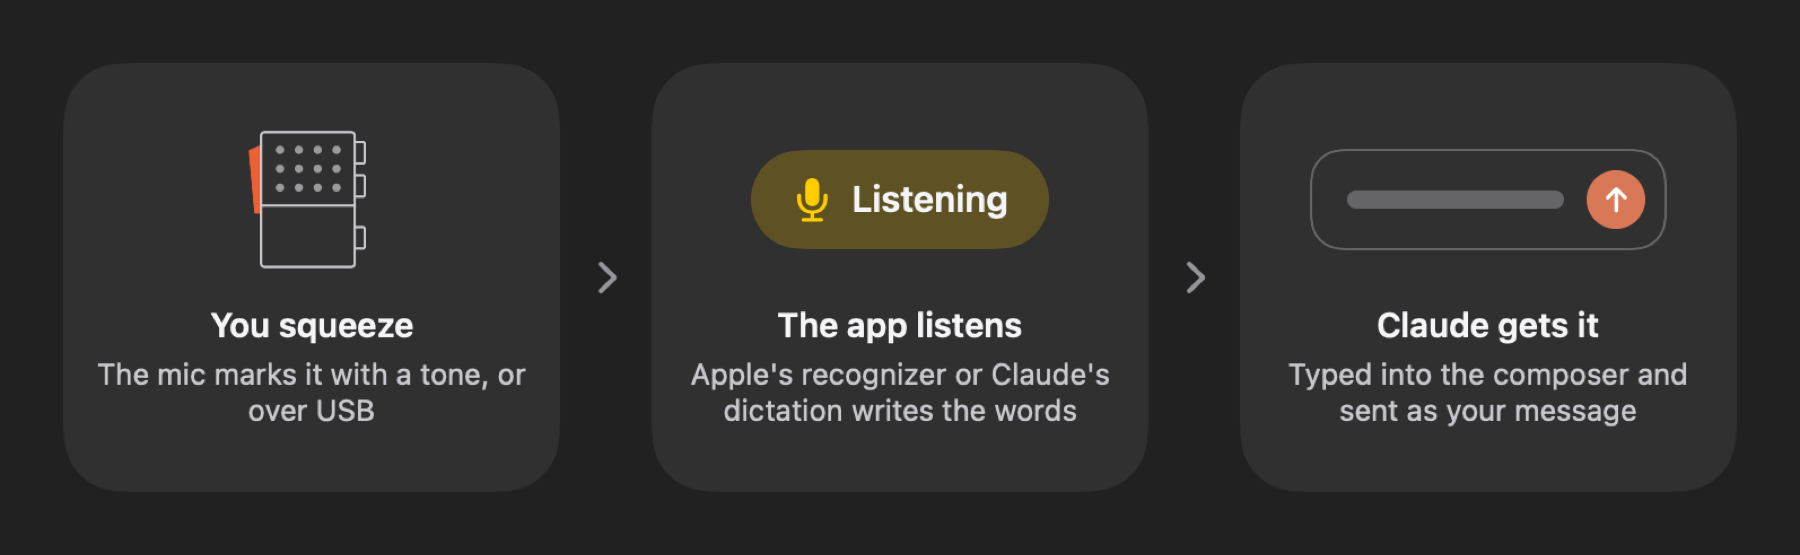 You squeeze
The mic marks it with a tone, or
over USB
Listening
The app listens
Apple's recognizer or Claude's
dictation writes the words
Claude gets it
Typed into the composer and
sent as your message